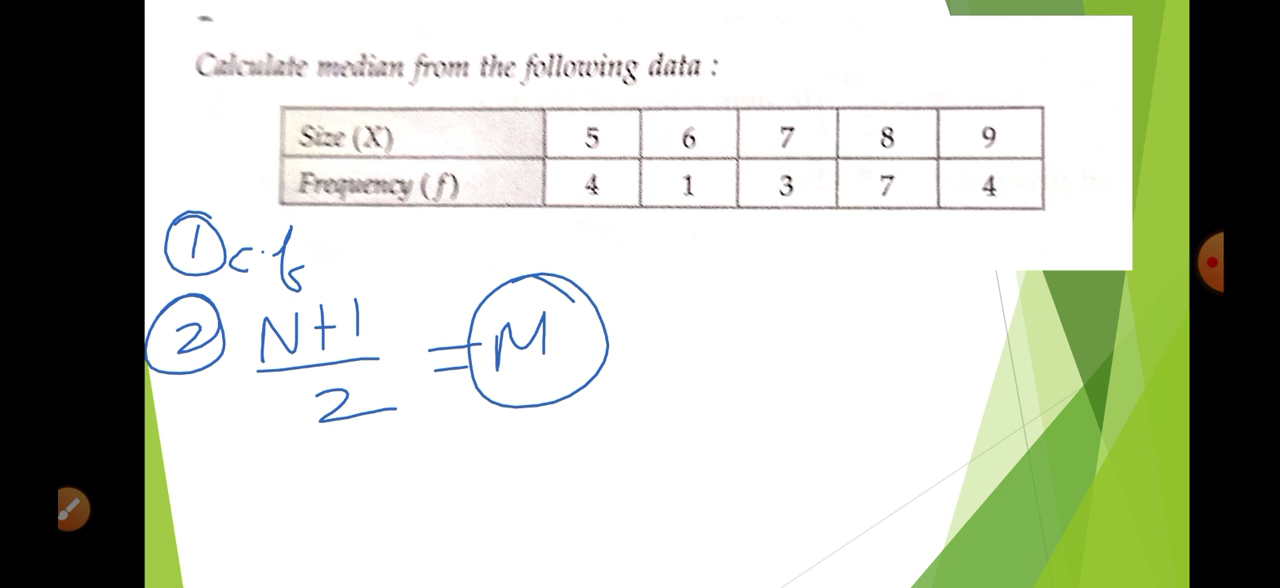 Calculate median from the following data :
Size (X) 5 6 7 8 9
Frequency (f) 4 1 3 7 4
1 c.f
2 N+1
2 = M